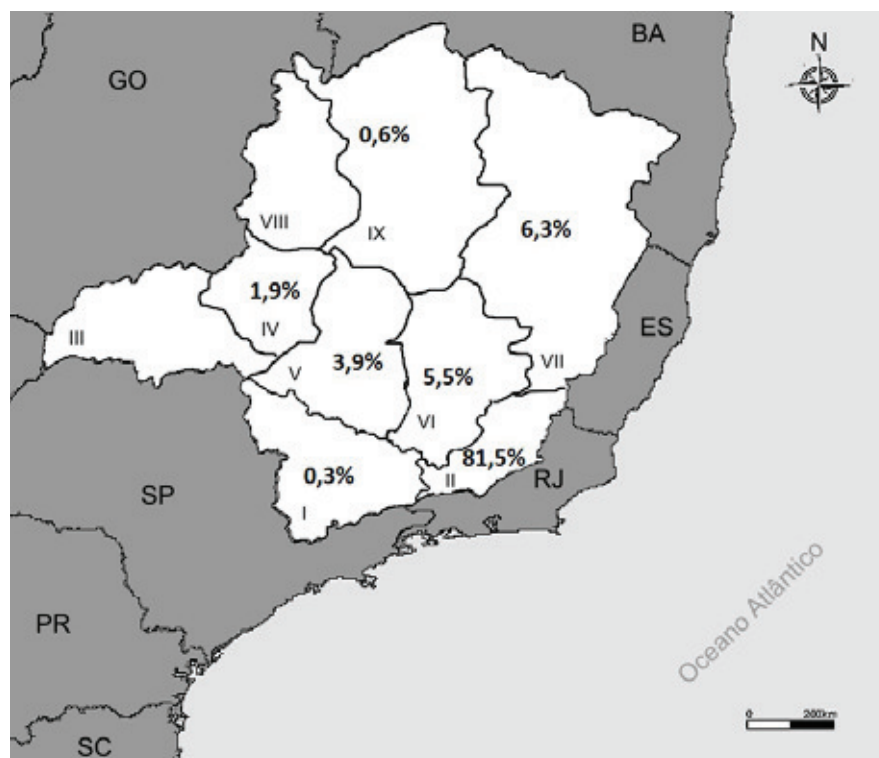 BA
N
GO
0,6%
VIII
IX
6,3%
1,9%
IV
III
ES
V
3,9%
VII
5,5%
VI
81,5%
II
0,3%
RJ
I
SP
PR
Oceano Atlântico
0 260km
SC